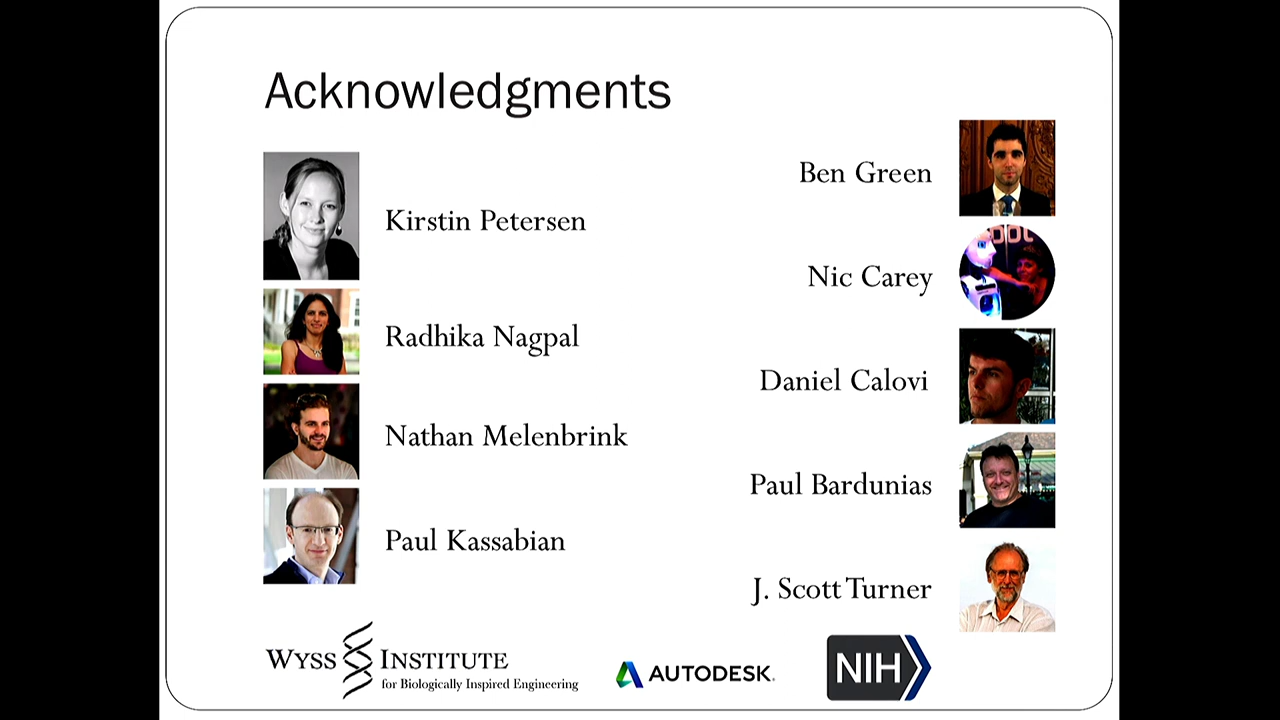 Acknowledgments
Kirstin Petersen
Radhika Nagpal
Nathan Melenbrink
Paul Kassabian
Ben Green
Nic Carey
Daniel Calovi
Paul Bardunias
J. Scott Turner
WYSS INSTITUTE
for Biologically Inspired Engineering
AUTODESK.
NIH